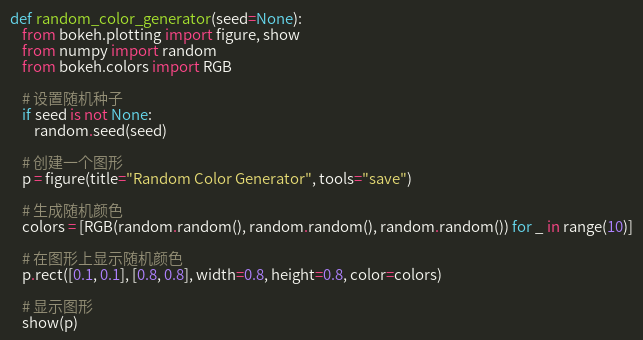 def random_color_generator(seed=None):
from bokeh.plotting import figure, show
from numpy import random
from bokeh.colors import RGB
# 设置随机种子
if seed is not None:
random.seed(seed)
# 创建一个图形
p = figure(title="Random Color Generator", tools="save")
# 生成随机颜色
colors = [RGB(random.random(), random.random(), random.random()) for _ in range(10)]
# 在图形上显示随机颜色
p.rect([0.1, 0.1], [0.8, 0.8], width=0.8, height=0.8, color=colors)
# 显示图形
show(p)